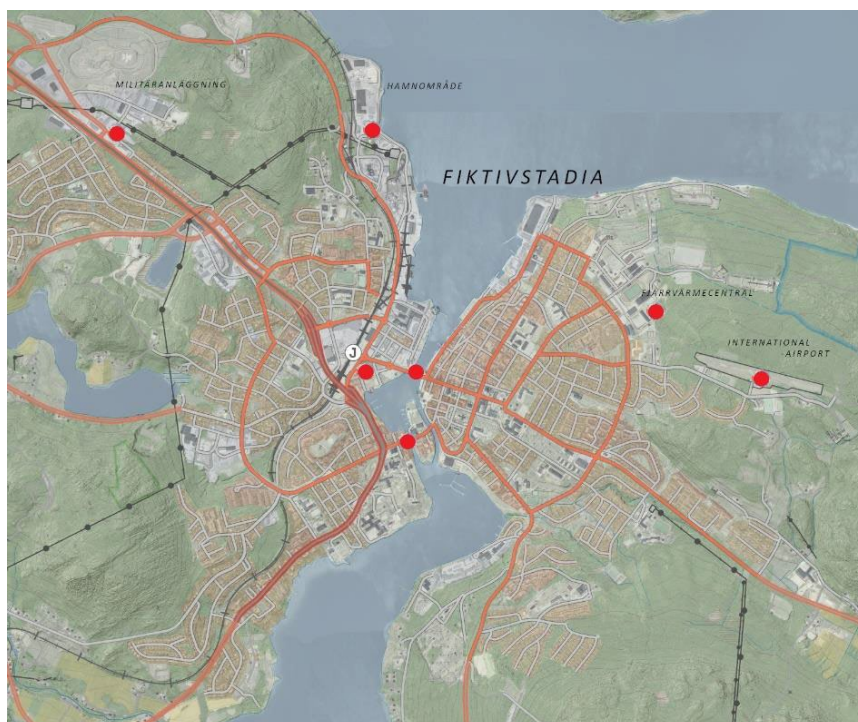 MILITÄRANLÄGGNING
HAMNOMRÅDE
FIKTIVSTADIA
FJÄRRVÄRMECENTRAL
INTERNATIONAL
AIRPORT
J